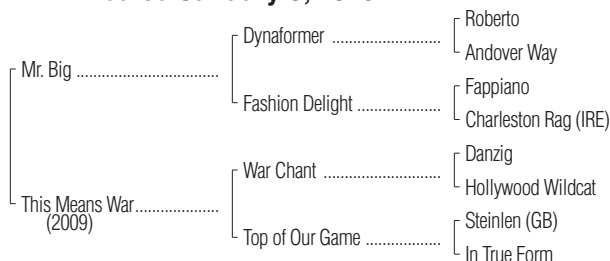 Roberto
Dynaformer
Andover Way
Mr. Big
Fappiano
Fashion Delight
Charleston Rag (IRE)
Danzig
War Chant
Hollywood Wildcat
This Means War
(2009)
Steinlen (GB)
Top of Our Game
In True Form